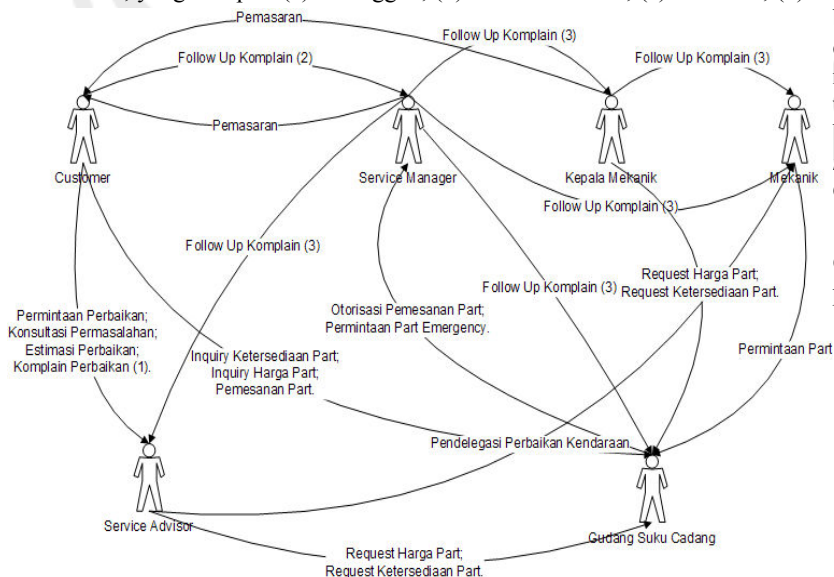 Pemasaran
Follow Up Komplain (3)
Follow Up Komplain (2)
Follow Up Komplain (3)
Pemasaran
Customer
Service Manager
Kepala Mekanik
Mekanik
Follow Up Komplain (3)
Follow Up Komplain (3)
Request Harga Part;
Request Ketersediaan Part.
Follow Up Komplain (3)
Permintaan Perbaikan;
Konsultasi Permasalahan;
Estimasi Perbaikan;
Komplain Perbaikan (1).
Otorisasi Pemesanan Part;
Permintaan Part Emergency.
Permintaan Part
Inquiry Ketersediaan Part;
Inquiry Harga Part;
Pemesanan Part.
Pendelegasi Perbaikan Kendaraan
Service Advisor
Gudang Suku Cadang
Request Harga Part;
Request Ketersediaan Part.